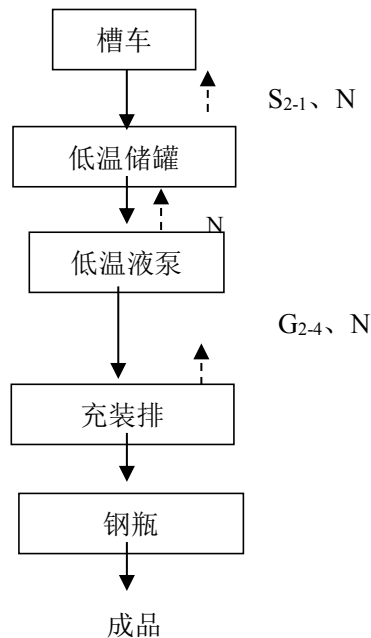 槽车
S2-1、N
低温储罐
N
低温液泵
G2-4、N
充装排
钢瓶
成品